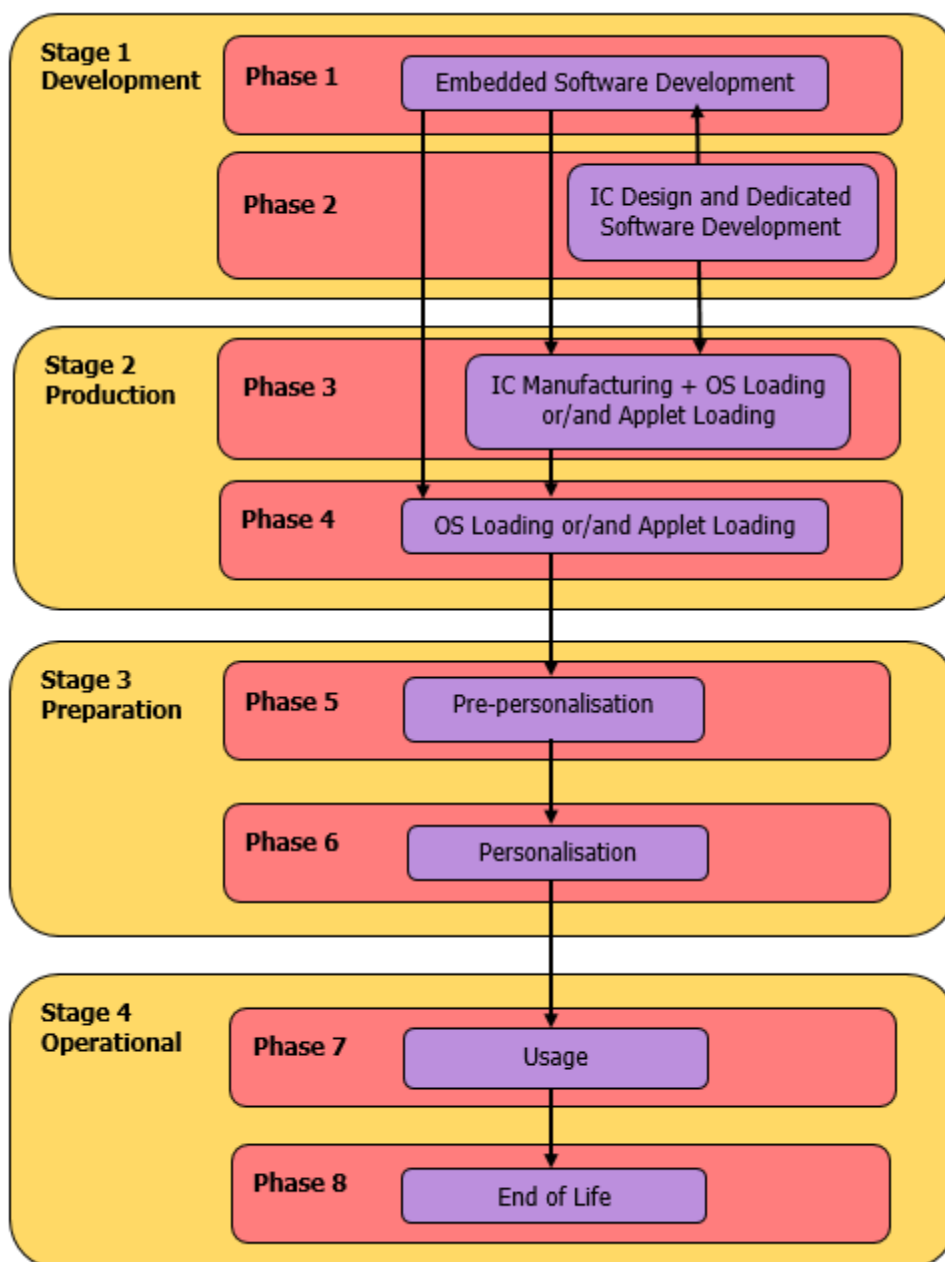 Stage 1
Development
Phase 1
Embedded Software Development
Phase 2
IC Design and Dedicated
Software Development
Stage 2
Production
Phase 3
IC Manufacturing + OS Loading
or/and Applet Loading
Phase 4
OS Loading or/and Applet Loading
Stage 3
Preparation
Phase 5
Pre-personalisation
Phase 6
Personalisation
Stage 4
Operational
Phase 7
Usage
Phase 8
End of Life